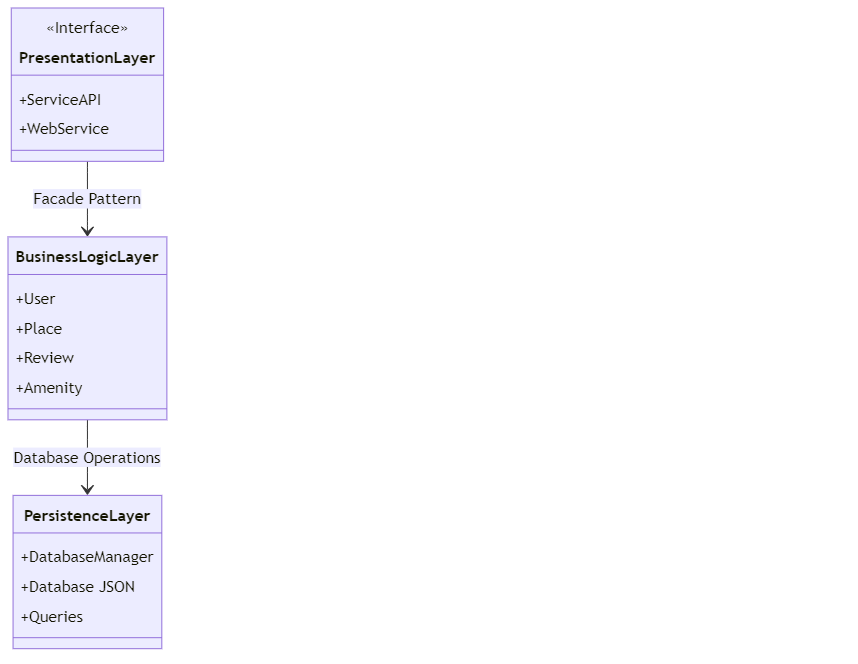 «Interface»
PresentationLayer
+ServiceAPI
+WebService
Facade Pattern
BusinessLogicLayer
+User
+Place
+Review
+Amenity
Database Operations
PersistenceLayer
+DatabaseManager
+Database JSON
+Queries